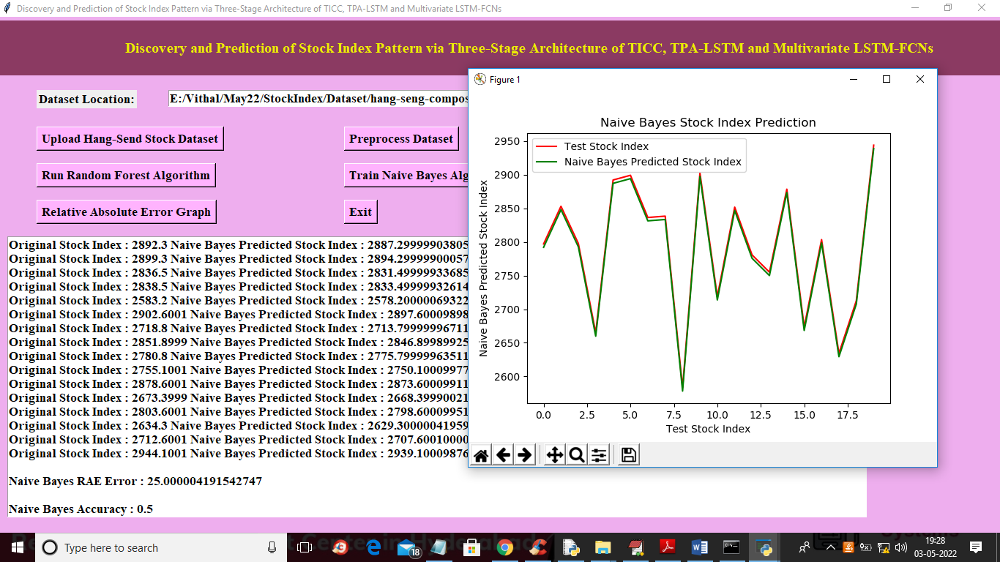 Discovery and Prediction of Stock Index Pattern via Three-Stage Architecture of TICC, TPA-LSTM and Multivariate LSTM-FCNs
Discovery and Prediction of Stock Index Pattern via Three-Stage Architecture of TICC, TPA-LSTM and Multivariate LSTM-FCNs
Dataset Location:
E:/Vithal/May22/StockIndex/Dataset/hang-seng-compos
Upload Hang-Send Stock Dataset
Preprocess Dataset
Run Random Forest Algorithm
Train Naive Bayes Alg
Relative Absolute Error Graph
Exit
Original Stock Index : 2892.3 Naive Bayes Predicted Stock Index : 2887.29999903805
Original Stock Index : 2899.3 Naive Bayes Predicted Stock Index : 2894.29999900057
Original Stock Index : 2836.5 Naive Bayes Predicted Stock Index : 2831.49999933685
Original Stock Index : 2838.5 Naive Bayes Predicted Stock Index : 2833.49999932614
Original Stock Index : 2583.2 Naive Bayes Predicted Stock Index : 2578.20000069322
Original Stock Index : 2902.6001 Naive Bayes Predicted Stock Index : 2897.60009898
Original Stock Index : 2718.8 Naive Bayes Predicted Stock Index : 2713.79999996711
Original Stock Index : 2851.8999 Naive Bayes Predicted Stock Index : 2846.89989925
Original Stock Index : 2780.8 Naive Bayes Predicted Stock Index : 2775.79999963511
Original Stock Index : 2755.1001 Naive Bayes Predicted Stock Index : 2750.10009977
Original Stock Index : 2878.6001 Naive Bayes Predicted Stock Index : 2873.60009911
Original Stock Index : 2673.3999 Naive Bayes Predicted Stock Index : 2668.39990021
Original Stock Index : 2803.6001 Naive Bayes Predicted Stock Index : 2798.60009951
Original Stock Index : 2634.3 Naive Bayes Predicted Stock Index : 2629.30000041959
Original Stock Index : 2712.6001 Naive Bayes Predicted Stock Index : 2707.60010000
Original Stock Index : 2944.1001 Naive Bayes Predicted Stock Index : 2939.10009876
Naive Bayes RAE Error : 25.000004191542747
Naive Bayes Accuracy : 0.5
Figure 1
Naive Bayes Stock Index Prediction
Test Stock Index
Naive Bayes Predicted Stock Index
Naive Bayes Predicted Stock Index
2950
2900
2850
2800
2750
2700
2650
2600
0.0 2.5 5.0 7.5 10.0 12.5 15.0 17.5
Test Stock Index
Type here to search
18
19:28
03-05-2022